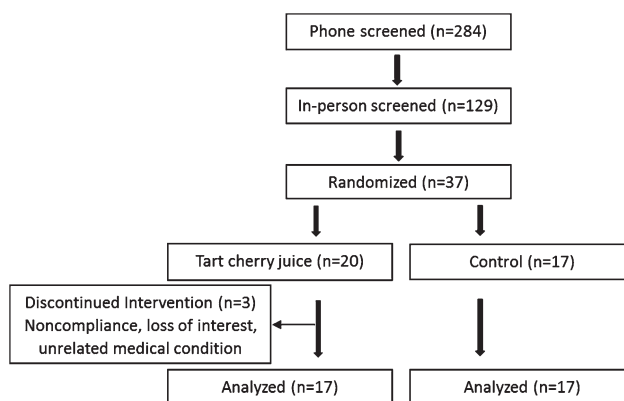 Phone screened (n=284)
In-person screened (n=129)
Randomized (n=37)
Tart cherry juice (n=20)
Control (n=17)
Discontinued Intervention (n=3)
Noncompliance, loss of interest,
unrelated medical condition
Analyzed (n=17)
Analyzed (n=17)